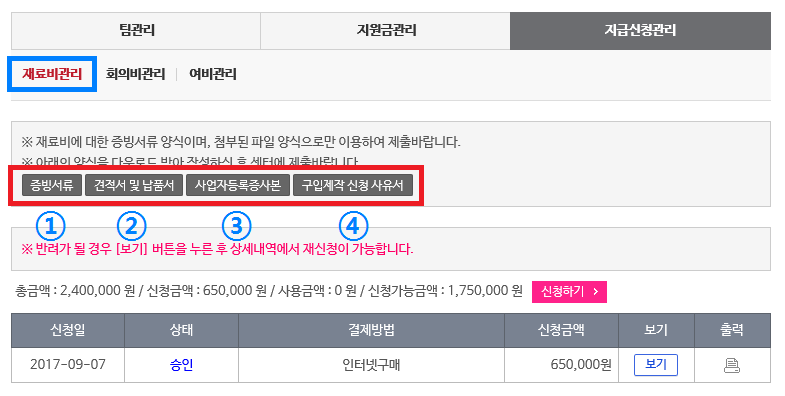 팀관리 지원금관리 지급신청관리
재료비관리 회의비관리 여비관리
※ 재료비에 대한 증빙서류 양식이며, 첨부된 파일 양식으로만 이용하여 제출바랍니다.
※ 아래의 양식을 다운로드 받아 작성하신 후 센터에 제출바랍니다.
증빙서류 견적서 및 납품서 사업자등록증사본 구입제작 신청 사유서
① ② ③ ④
※ 반려가 될 경우 [보기] 버튼을 누른 후 상세내역에서 재신청이 가능합니다.
총금액 : 2,400,000 원 / 신청금액 : 650,000 원 / 사용금액 : 0 원 / 신청가능금액 : 1,750,000 원 신청하기 >
신청일 상태 결제방법 신청금액 보기 출력
2017-09-07 승인 인터넷구매 650,000원 보기